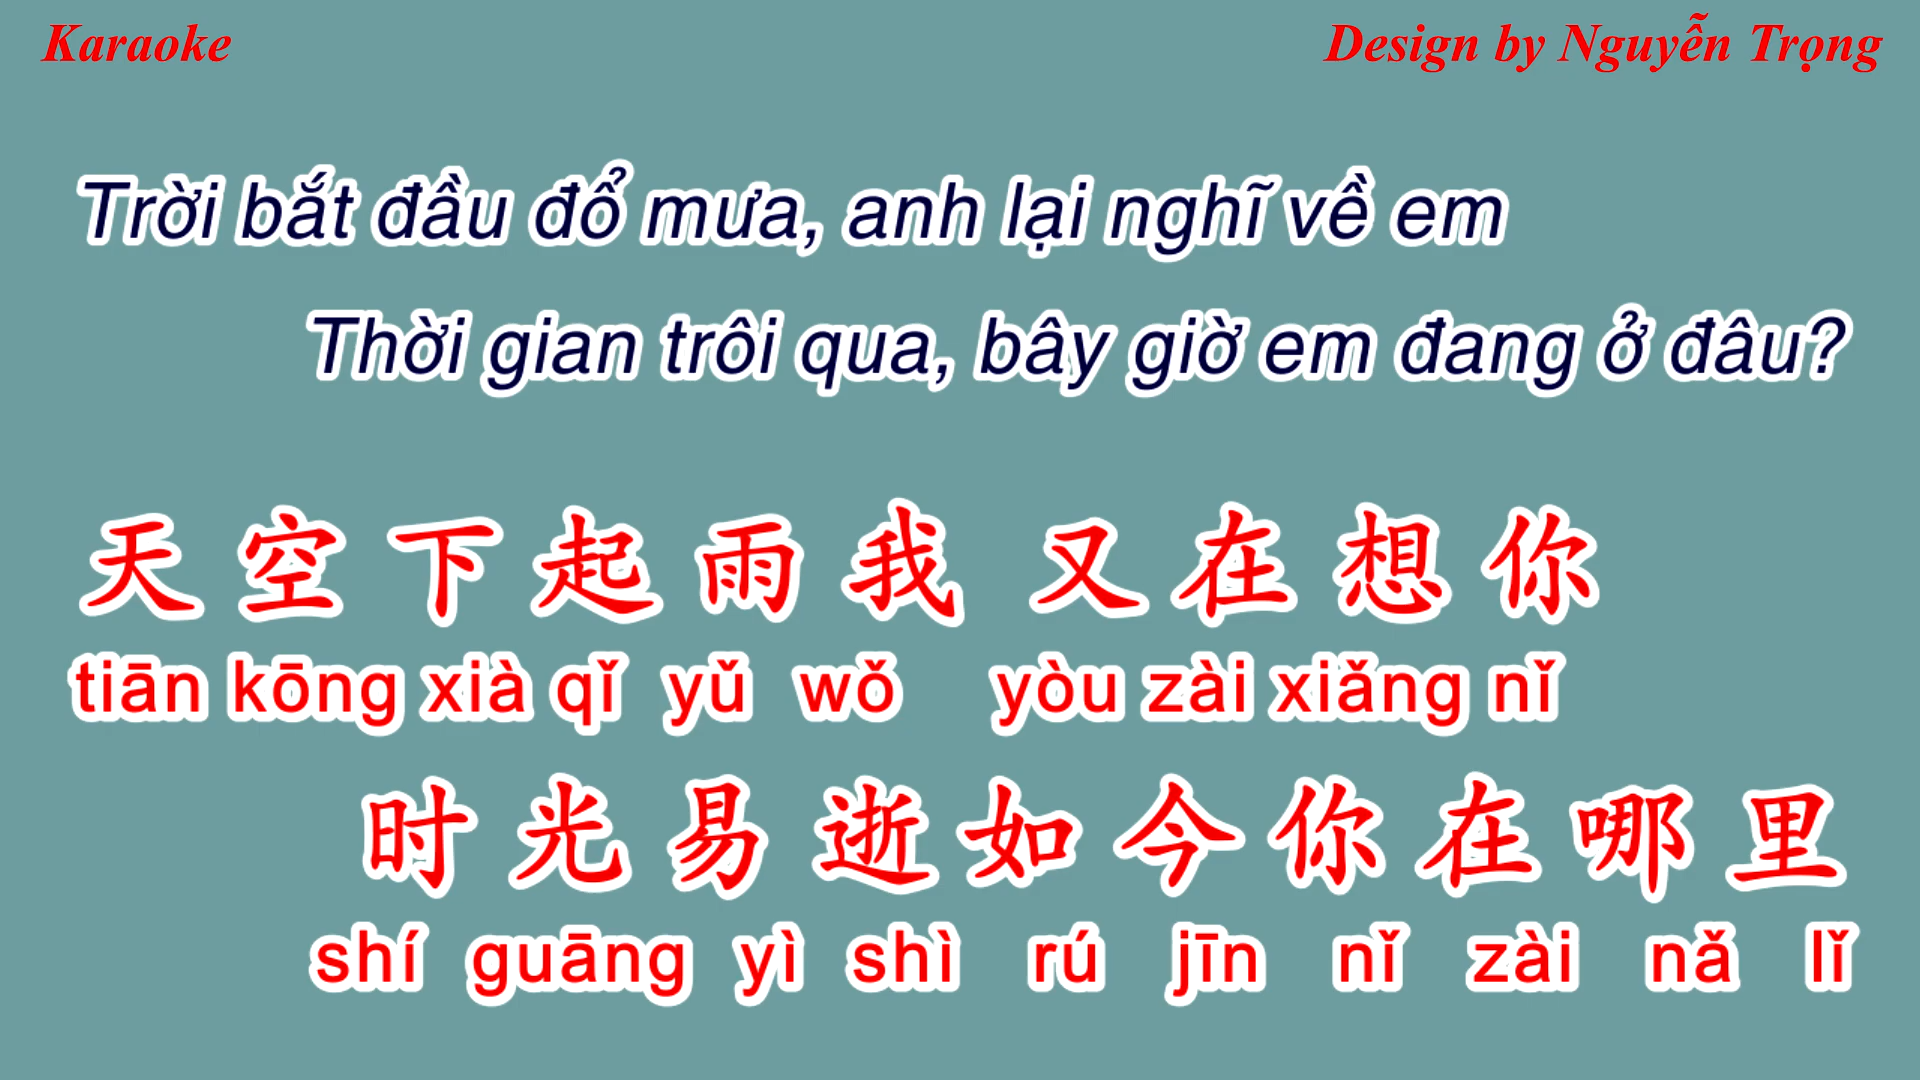 Karaoke
Design by Nguyễn Trọng
Trời bắt đầu đổ mưa, anh lại nghĩ về em
Thời gian trôi qua, bây giờ em đang ở đâu?
天空下起雨我 又在想你
tiān kōng xià qǐ yǔ wǒ yòu zài xiǎng nǐ
时光易逝如今你在哪里
shí guāng yì shì rú jīn nǐ zài nǎ lǐ